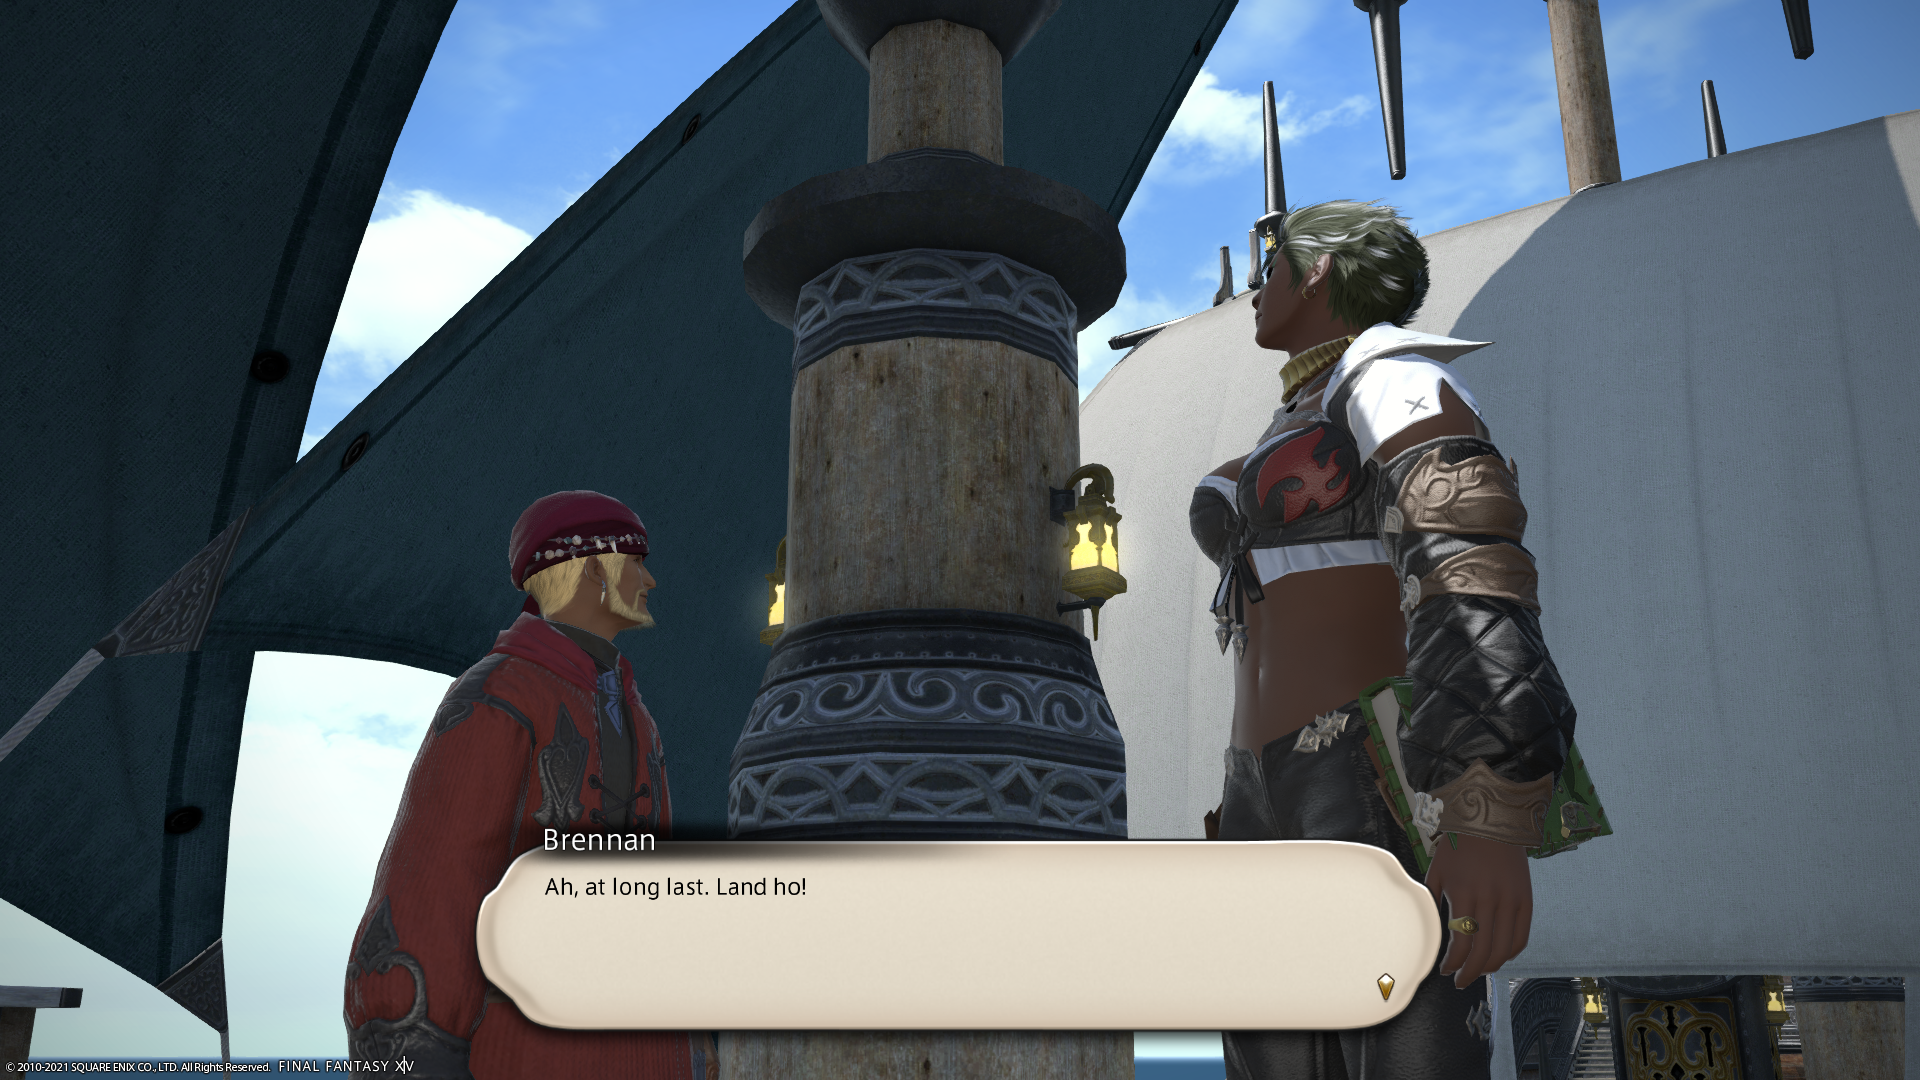 Brennan
Ah, at long last. Land ho!
© 2010-2021 SQUARE ENIX CO., LTD. All Rights Reserved. FINAL FANTASY XIV